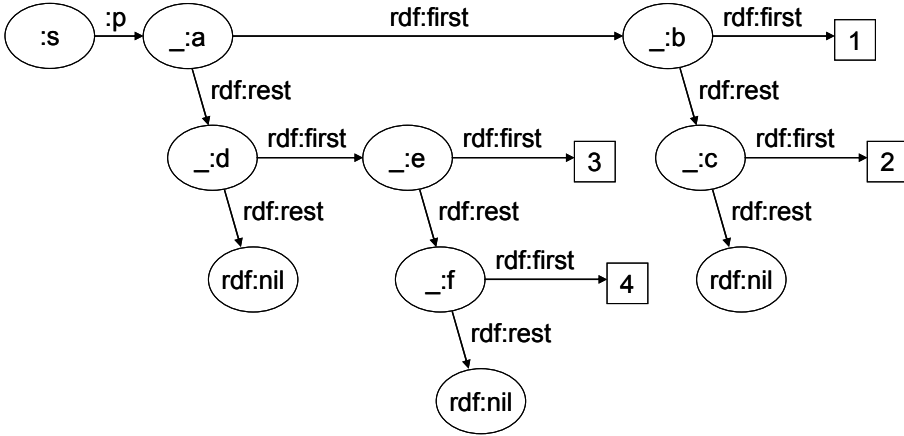 :p rdf:first rdf:first
:s _:a _:b 1
rdf:rest rdf:rest
rdf:first rdf:first rdf:first
_:d _:e 3 _:c 2
rdf:rest rdf:rest rdf:rest
rdf:first
rdf:nil _:f 4 rdf:nil
rdf:rest
rdf:nil